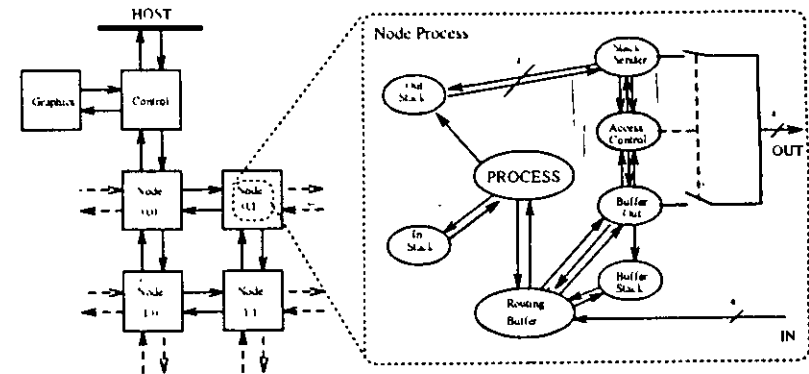 HOST
Graphics
Control
Node
Node
Node
Node
Node Process
Out
Stack
Stack
Sender
Access
Control
OUT
PROCESS
In
Stack
Buffer
Out
Buffer
Stack
Routing
Buffer
4
IN